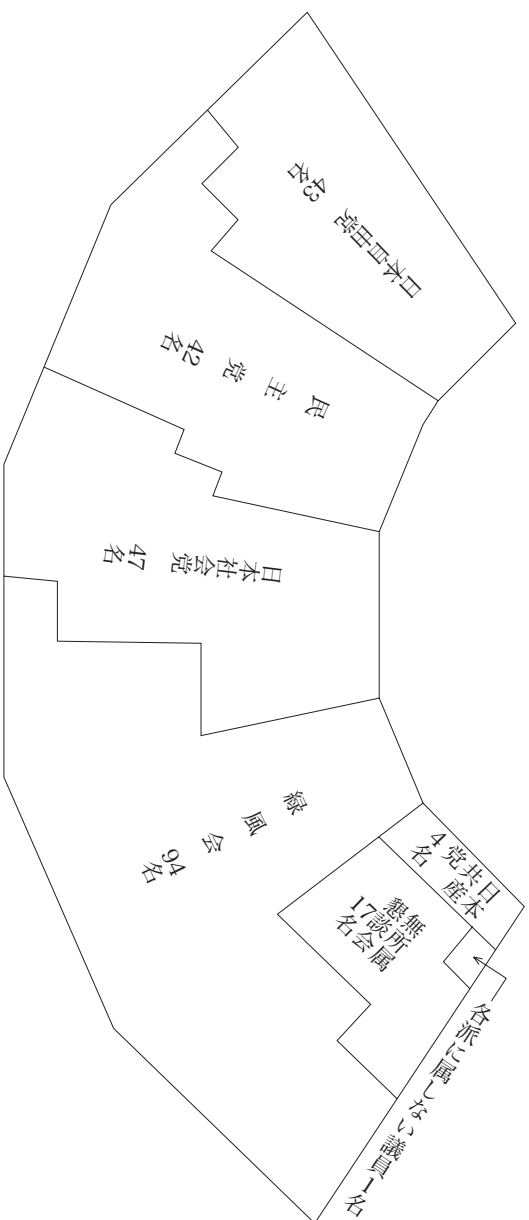 日本自由党
43名
民主党
42名
日本社会党
47名
緑風会
94名
日本
共産
党
4名
無所属
懇談会
17名
各派に属しない議員1名